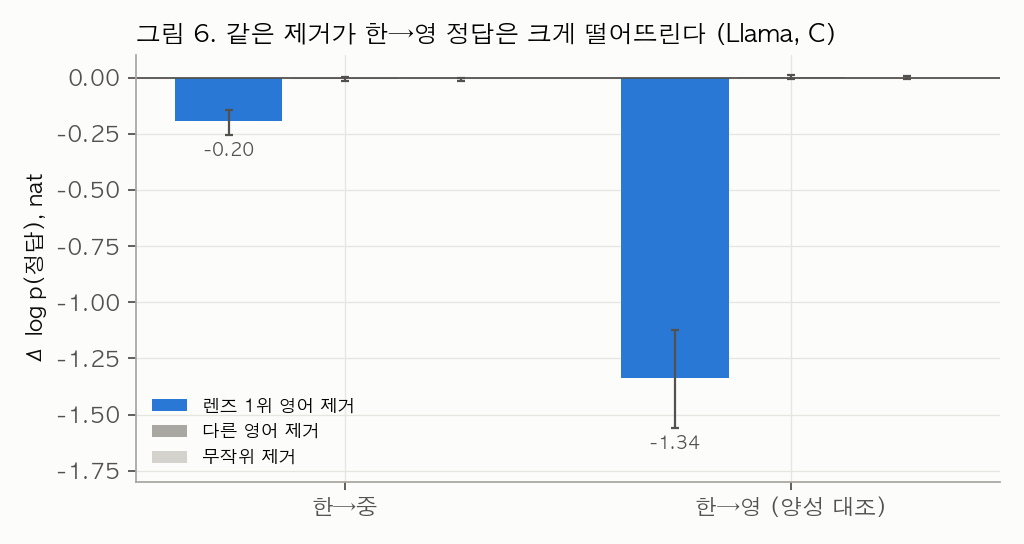 그림 6. 같은 제거가 한→영 정답은 크게 떨어뜨린다 (Llama, C)
Δ log p(정답), nat
0.00
-0.25
-0.50
-0.75
-1.00
-1.25
-1.50
-1.75
-0.20
-1.34
렌즈 1위 영어 제거
다른 영어 제거
무작위 제거
한→중
한→영 (양성 대조)